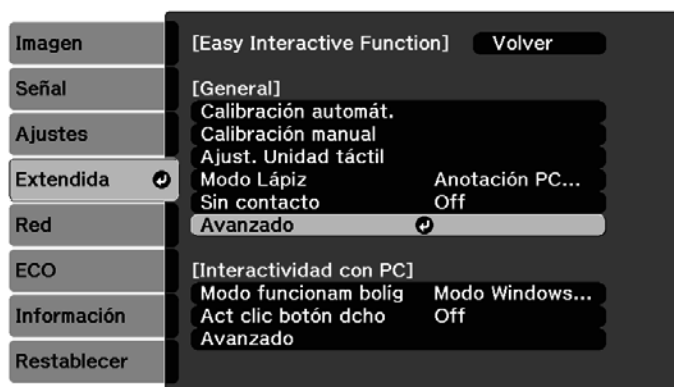 Imagen
Señal
Ajustes
Extendida
Red
ECO
Información
Restablecer
[Easy Interactive Function] Volver
[General]
Calibración automát.
Calibración manual
Ajust. Unidad táctil
Modo Lápiz Anotación PC...
Sin contacto Off
Avanzado
[Interactividad con PC]
Modo funcionam bolíg Modo Windows...
Act clic botón dcho Off
Avanzado